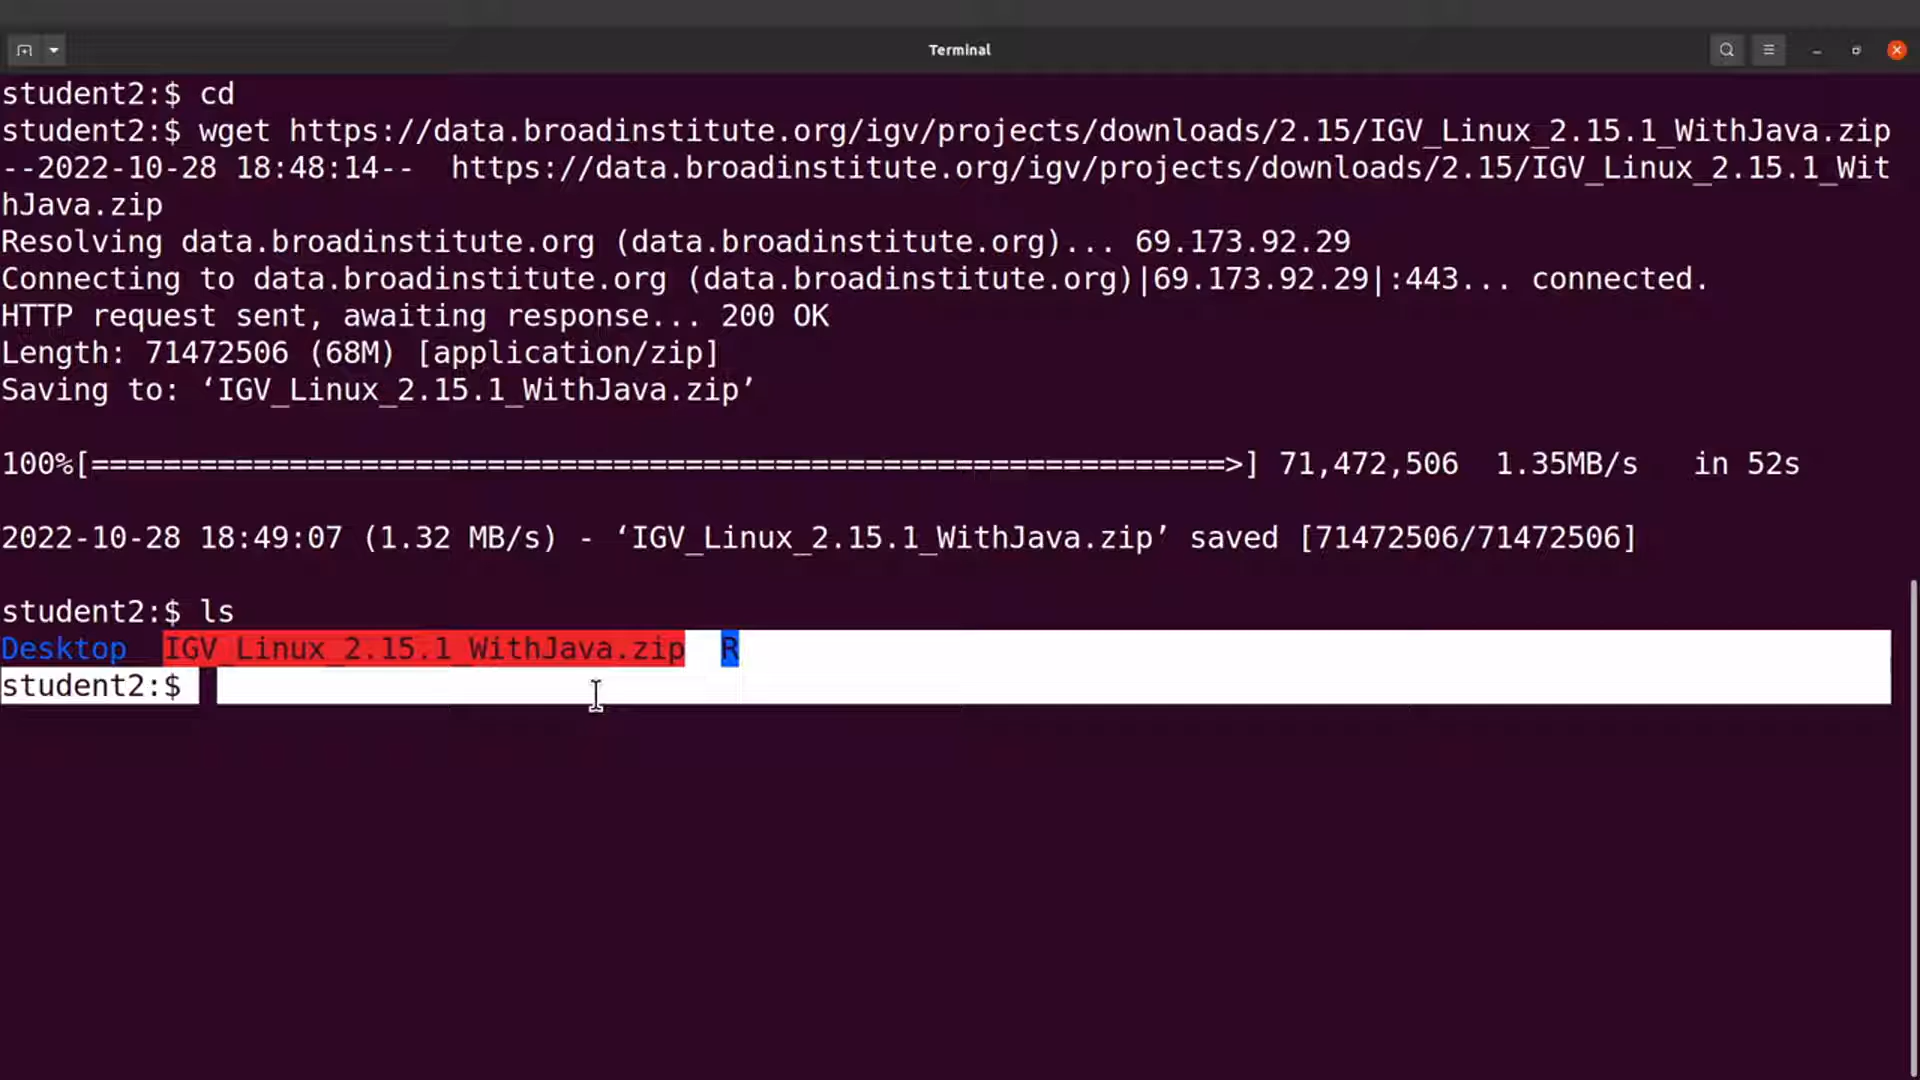 Terminal
student2:$ cd
student2:$ wget https://data.broadinstitute.org/igv/projects/downloads/2.15/IGV_Linux_2.15.1_WithJava.zip
--2022-10-28 18:48:14--  https://data.broadinstitute.org/igv/projects/downloads/2.15/IGV_Linux_2.15.1_Wit
hJava.zip
Resolving data.broadinstitute.org (data.broadinstitute.org)... 69.173.92.29
Connecting to data.broadinstitute.org (data.broadinstitute.org)|69.173.92.29|:443... connected.
HTTP request sent, awaiting response... 200 OK
Length: 71472506 (68M) [application/zip]
Saving to: ‘IGV_Linux_2.15.1_WithJava.zip’
100%[===============================================================>] 71,472,506  1.35MB/s   in 52s
2022-10-28 18:49:07 (1.32 MB/s) - ‘IGV_Linux_2.15.1_WithJava.zip’ saved [71472506/71472506]
student2:$ ls
Desktop  IGV_Linux_2.15.1_WithJava.zip  R
student2:$